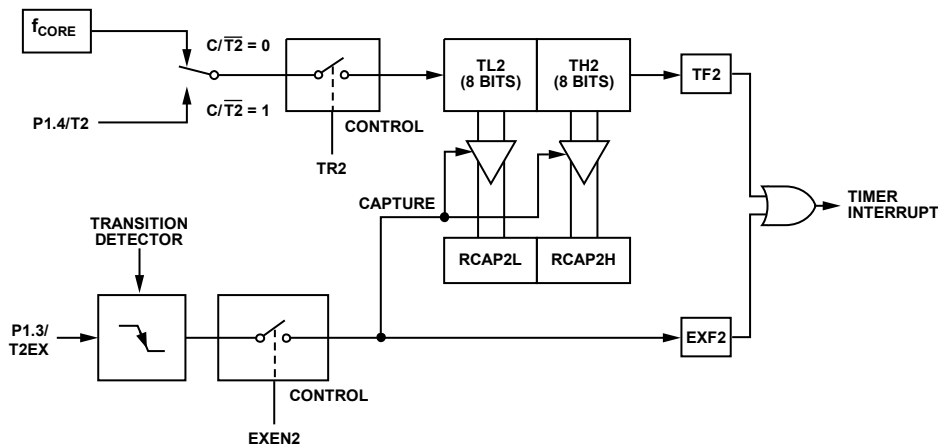 fCORE
C/T2̅ = 0
C/T2̅ = 1
P1.4/T2
CONTROL
TR2
TL2
(8 BITS)
TH2
(8 BITS)
TF2
CAPTURE
TIMER
INTERRUPT
TRANSITION
DETECTOR
RCAP2L
RCAP2H
P1.3/
T2EX
CONTROL
EXEN2
EXF2